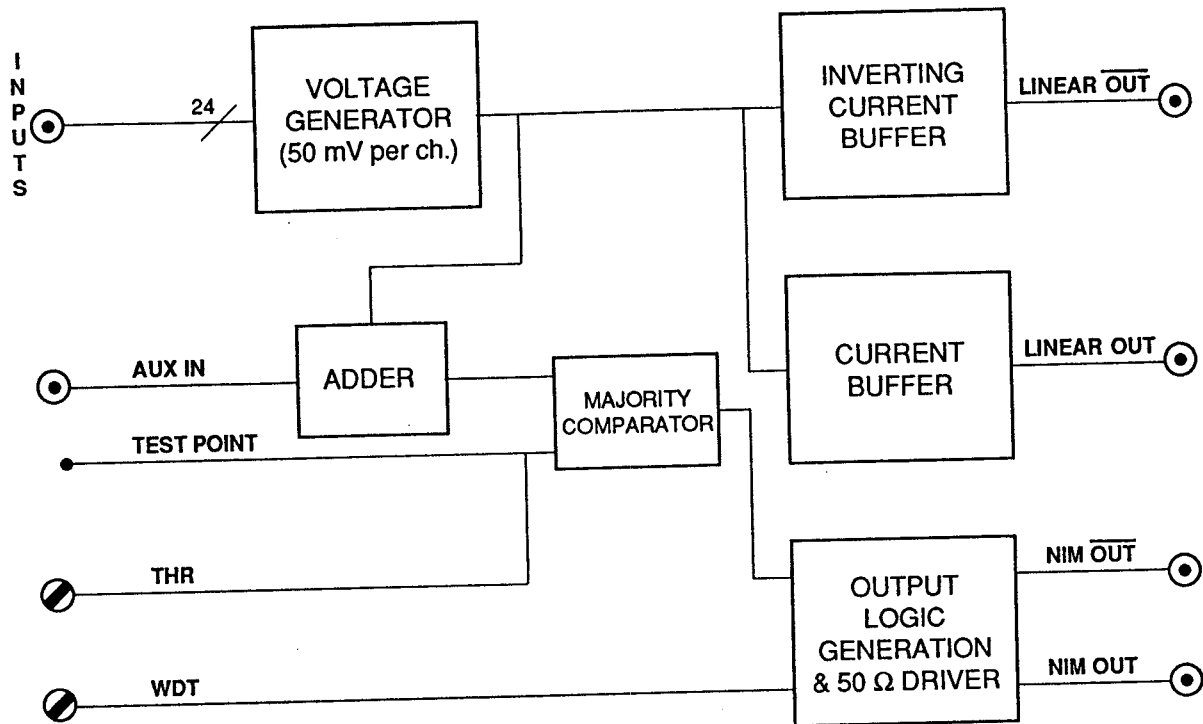 INPUTS
24
VOLTAGE
GENERATOR
(50 mV per ch.)
INVERTING
CURRENT
BUFFER
LINEAR OUT
AUX IN
ADDER
MAJORITY
COMPARATOR
CURRENT
BUFFER
LINEAR OUT
TEST POINT
THR
WDT
OUTPUT
LOGIC
GENERATION
& 50 Ω DRIVER
NIM OUT
NIM OUT